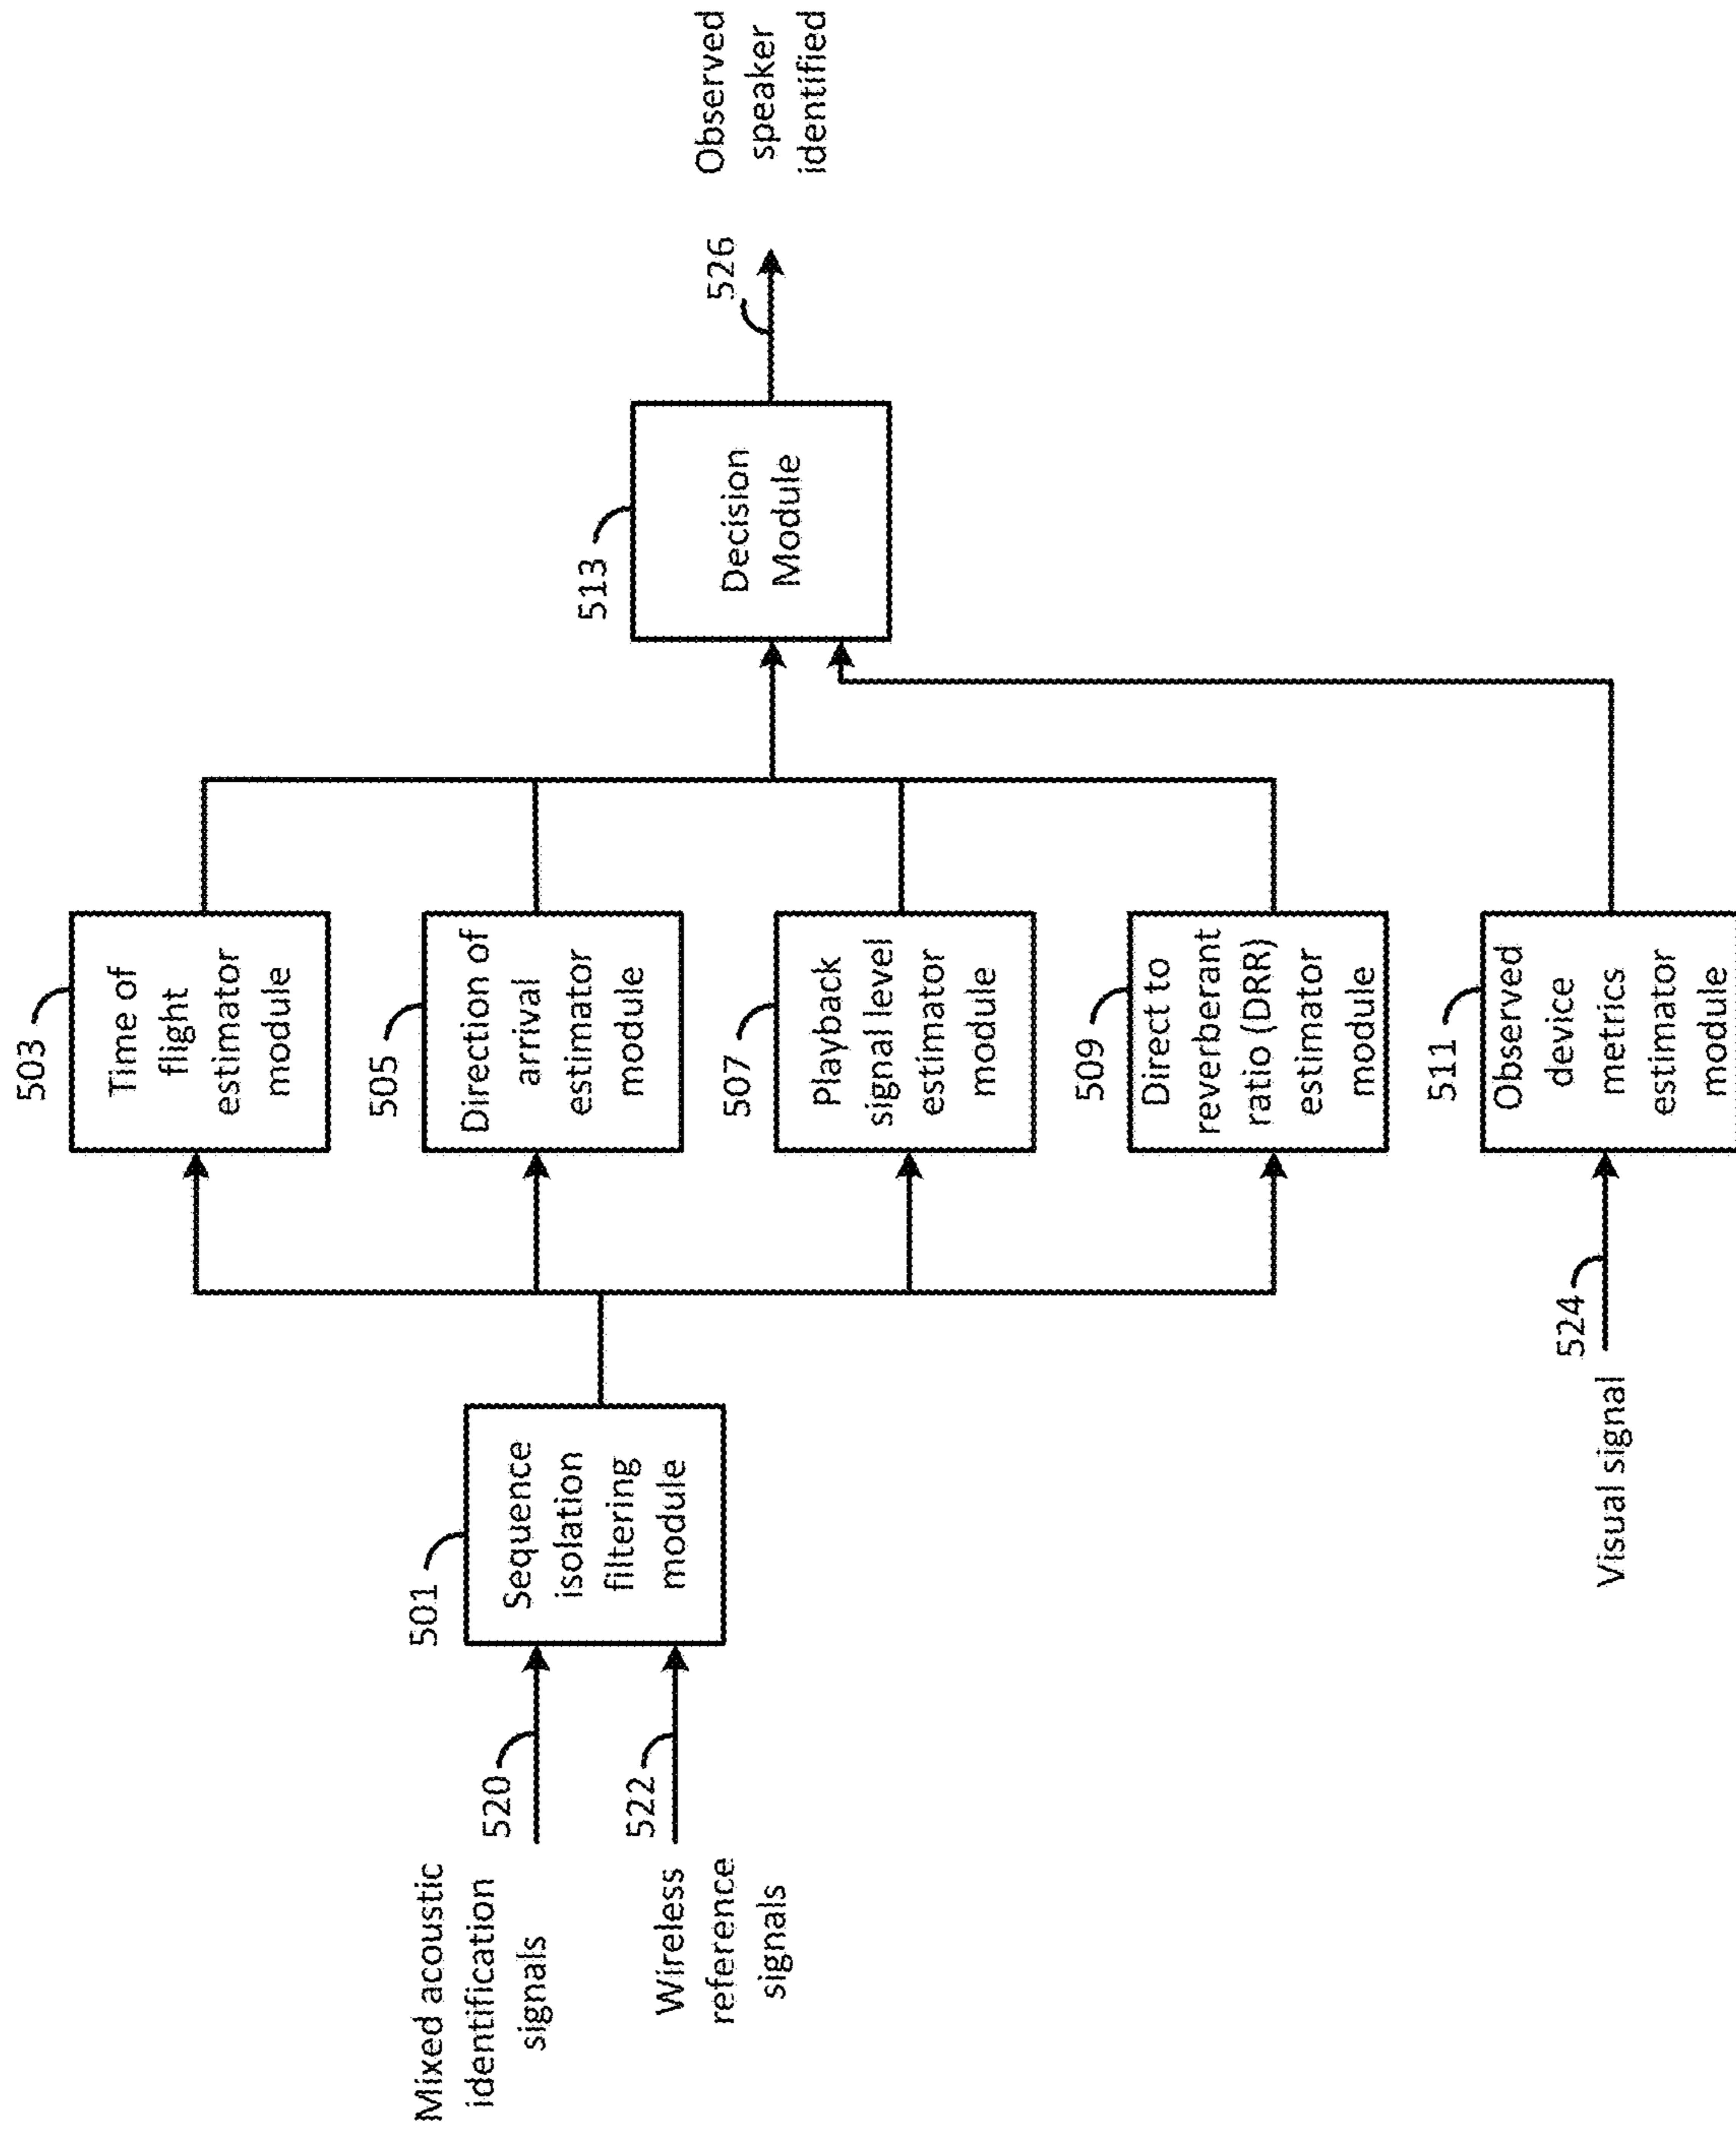 Mixed acoustic
identification
signals
520
Wireless
reference
signals
522
501
Sequence
isolation
filtering
module
503
Time of
flight
estimator
module
505
Direction of
arrival
estimator
module
507
Playback
signal level
estimator
module
509
Direct to
reverberant
ratio (DRR)
estimator
module
Visual signal
524
511
Observed
device
metrics
estimator
module
513
Decision
Module
526
Observed
speaker
identified